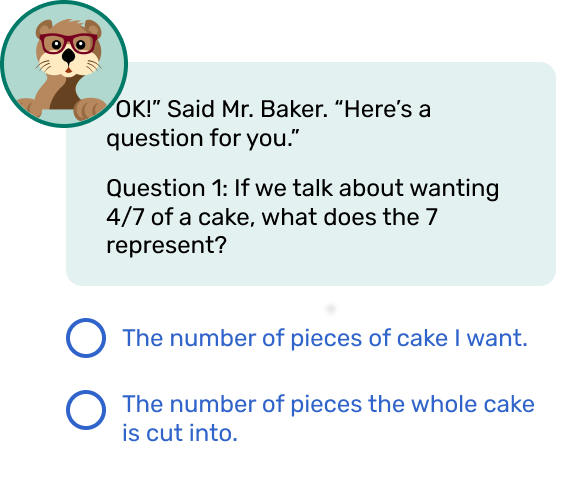 OK!” Said Mr. Baker. “Here’s a
question for you.”
Question 1: If we talk about wanting
4/7 of a cake, what does the 7
represent?
The number of pieces of cake I want.
The number of pieces the whole cake
is cut into.